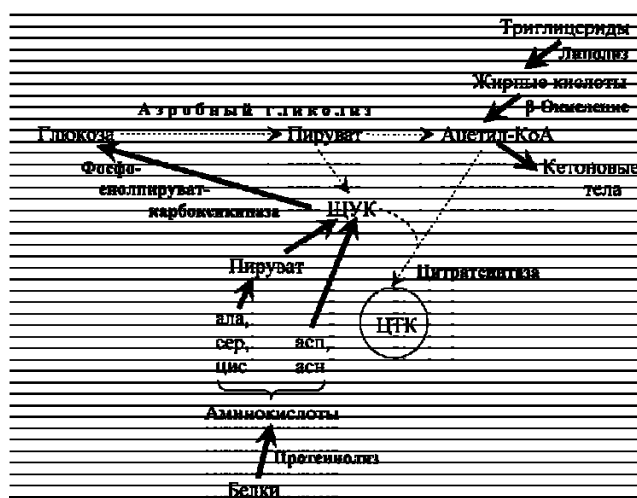 Триглицериды
Липолиз
Жирные кислоты
β-Окисление
Аэробный гликолиз
Глюкоза Пируват Ацетил-КоА
Фосфо-
енолпируват-
карбоксикиназа
Кетоновые
тела
ЩУК
Пируват
Цитратсинтаза
ала,
сер,
цис
асп,
асн
ЦТК
Аминокислоты
Протеинолиз
Белки